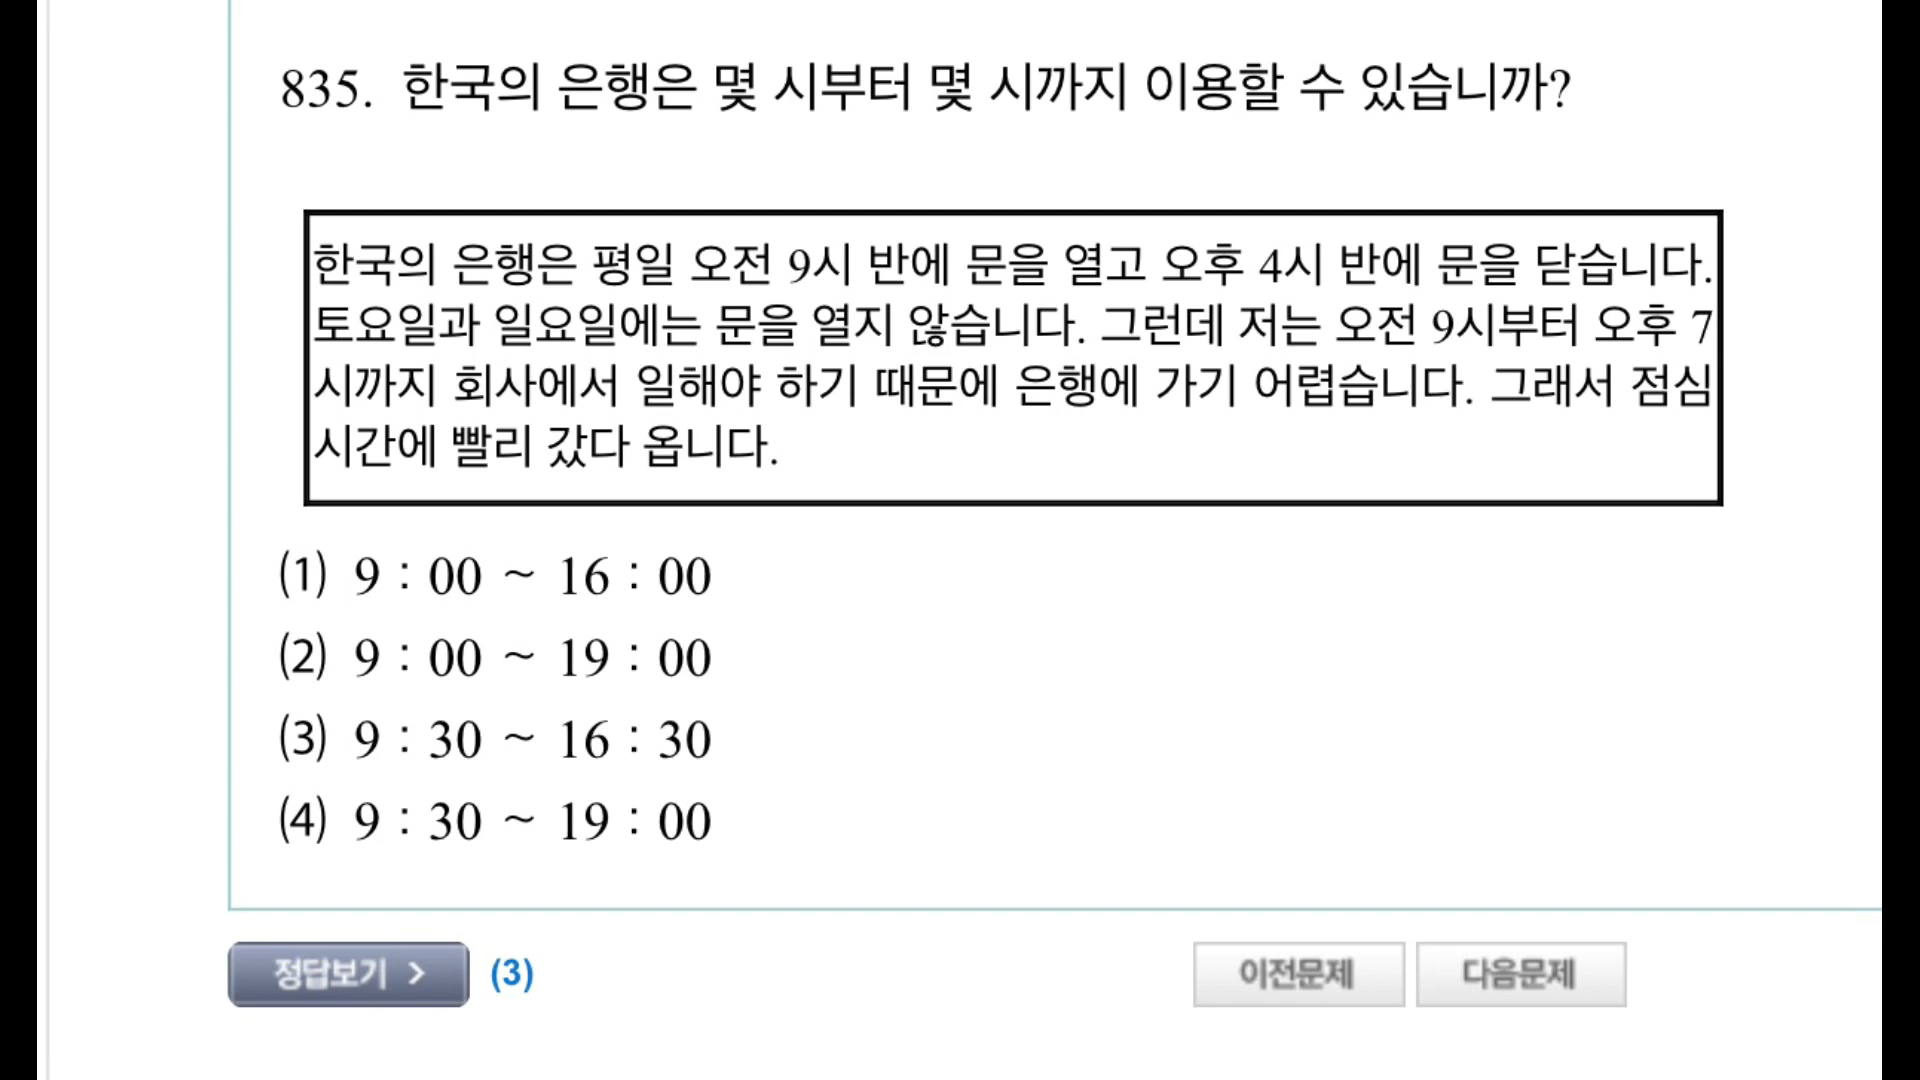 835. 한국의 은행은 몇 시부터 몇 시까지 이용할 수 있습니까?
한국의 은행은 평일 오전 9시 반에 문을 열고 오후 4시 반에 문을 닫습니다.
토요일과 일요일에는 문을 열지 않습니다. 그런데 저는 오전 9시부터 오후 7
시까지 회사에서 일해야 하기 때문에 은행에 가기 어렵습니다. 그래서 점심
시간에 빨리 갔다 옵니다.
(1) 9 : 00 ~ 16 : 00
(2) 9 : 00 ~ 19 : 00
(3) 9 : 30 ~ 16 : 30
(4) 9 : 30 ~ 19 : 00
정답보기 > (3) 이전문제 다음문제